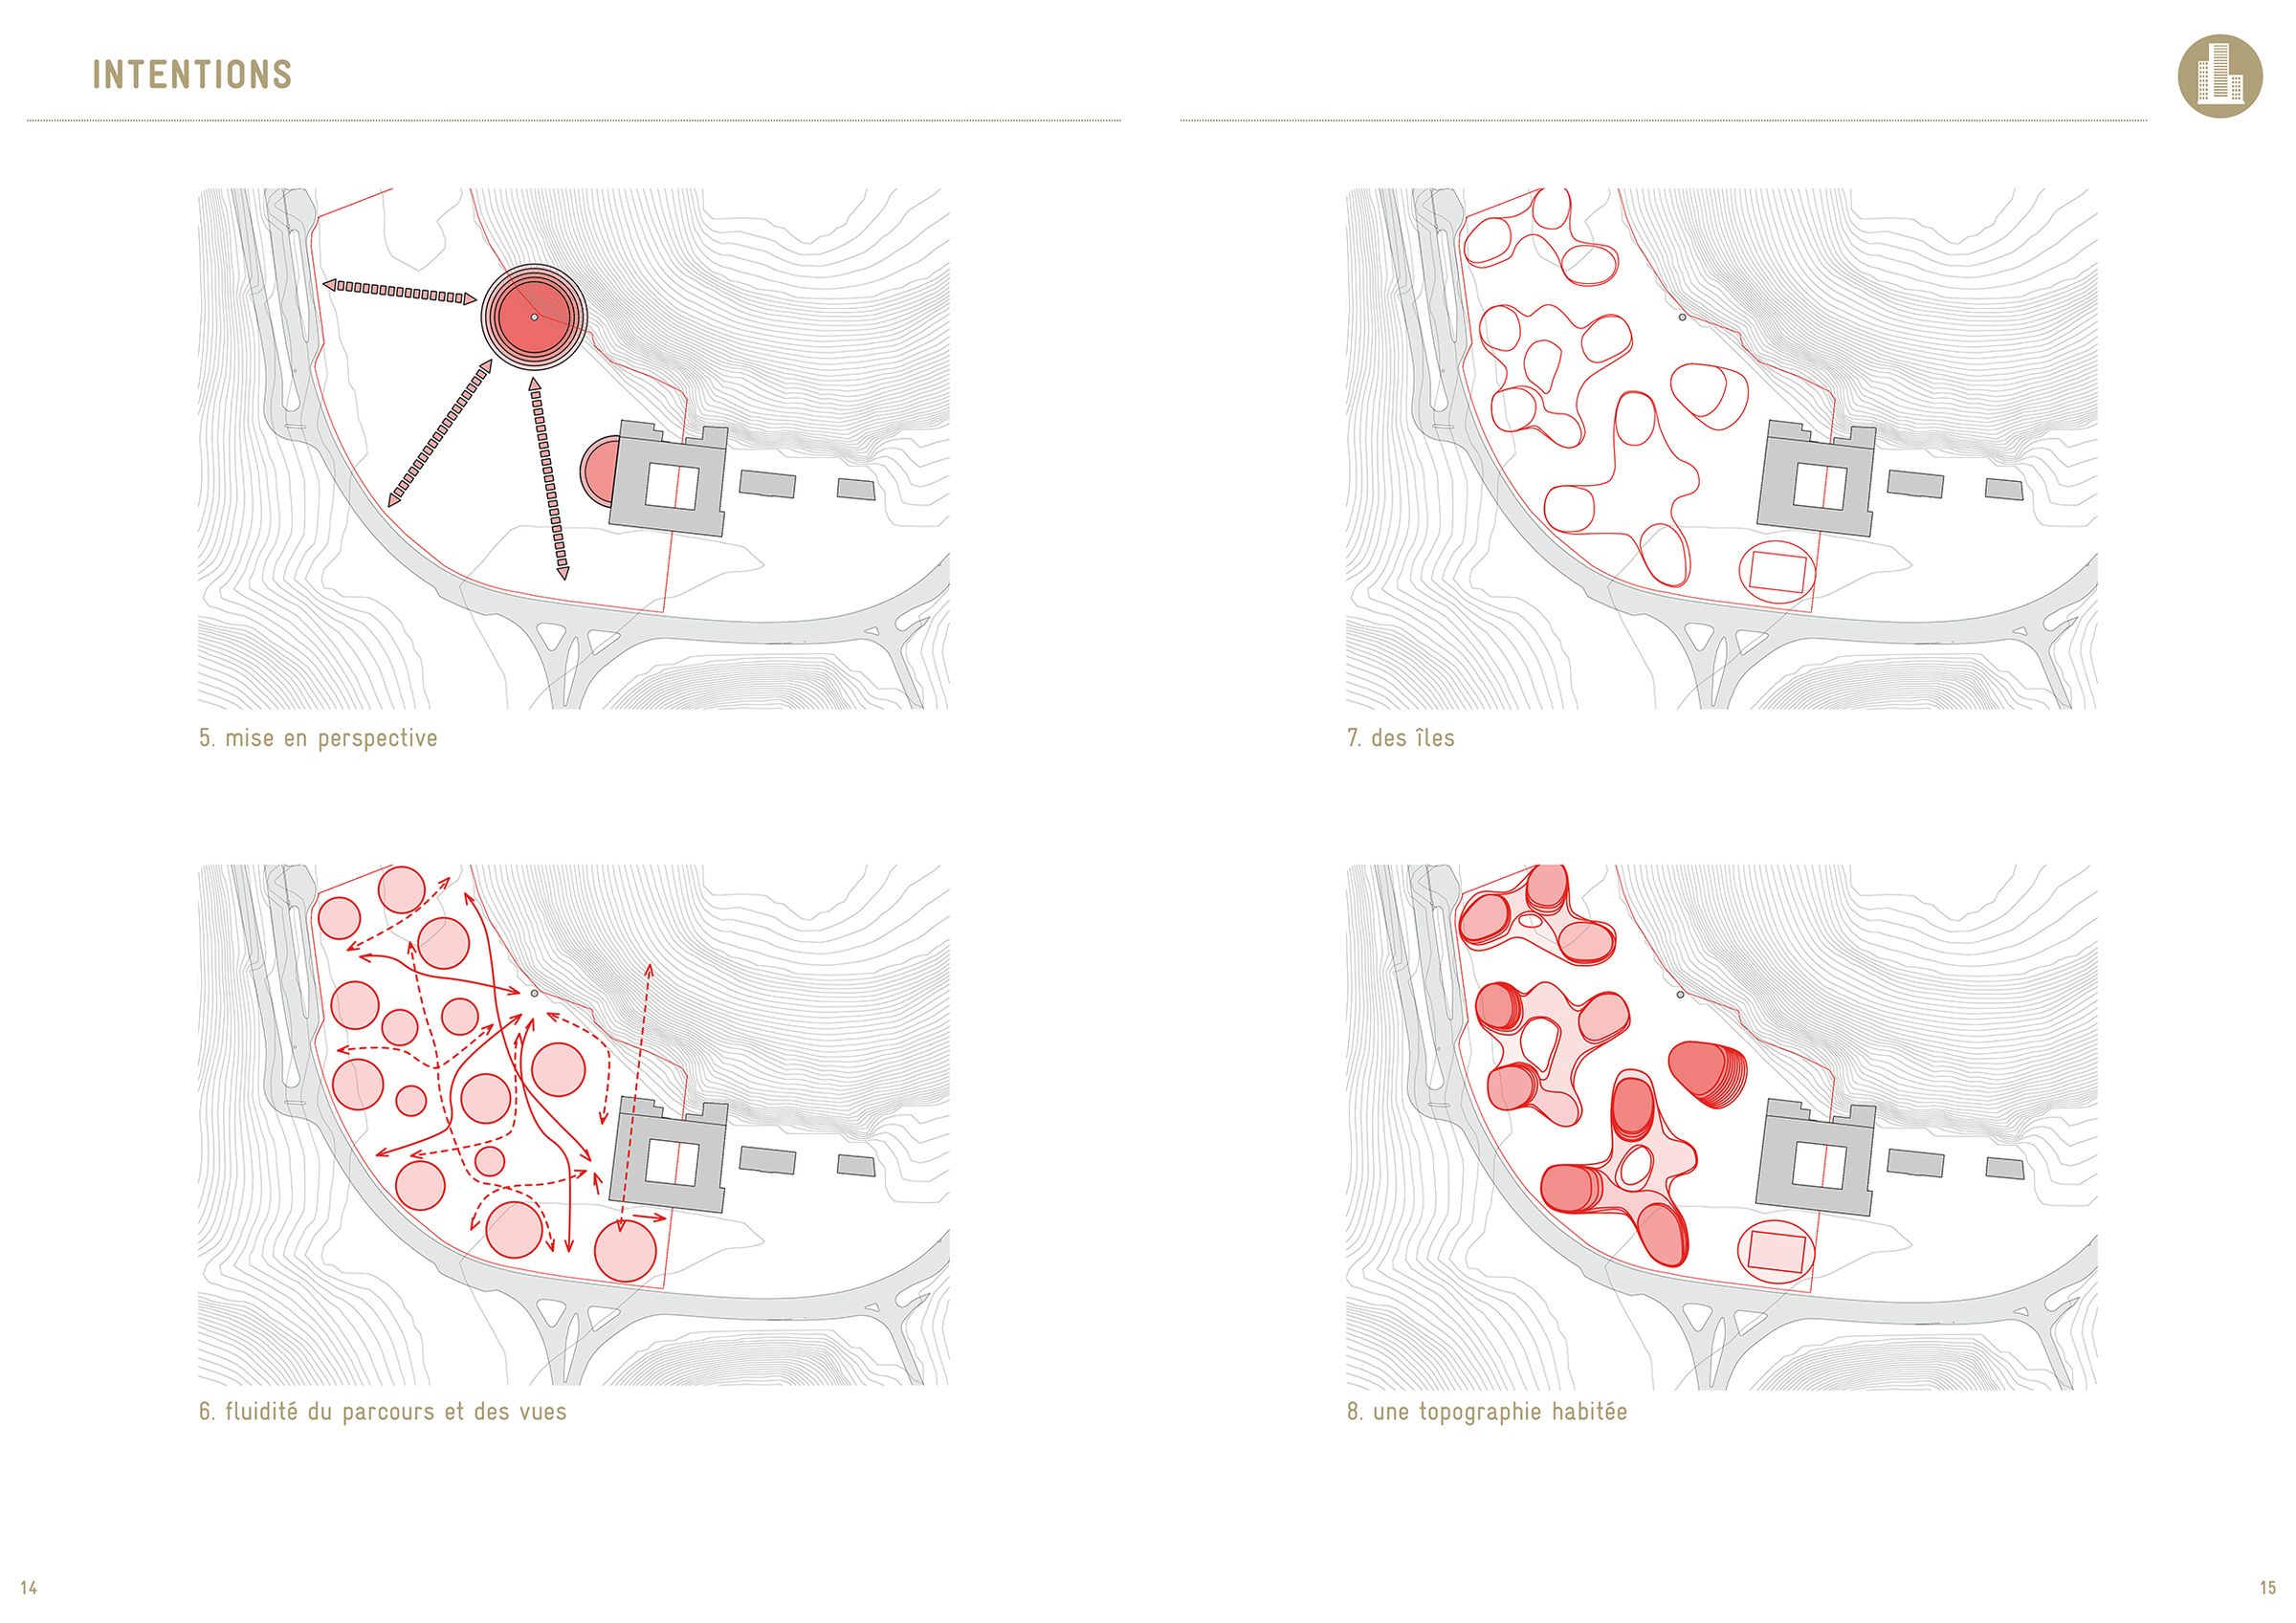 INTENTIONS
5. mise en perspective
6. fluidité du parcours et des vues
7. des îles
8. une topographie habitée
14
15